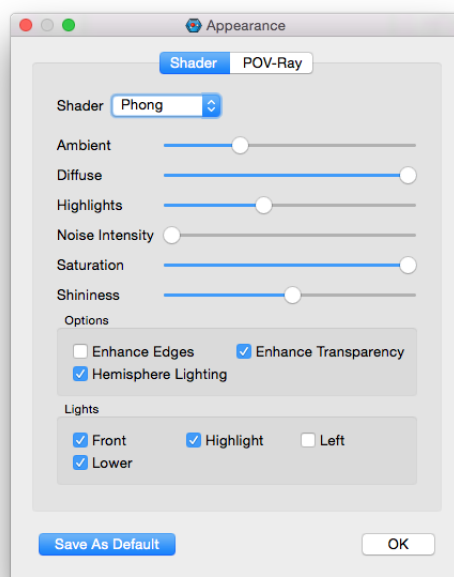 Appearance
Shader POV-Ray
Shader Phong
Ambient
Diffuse
Highlights
Noise Intensity
Saturation
Shininess
Options
Enhance Edges Enhance Transparency
Hemisphere Lighting
Lights
Front Highlight Left
Lower
Save As Default OK